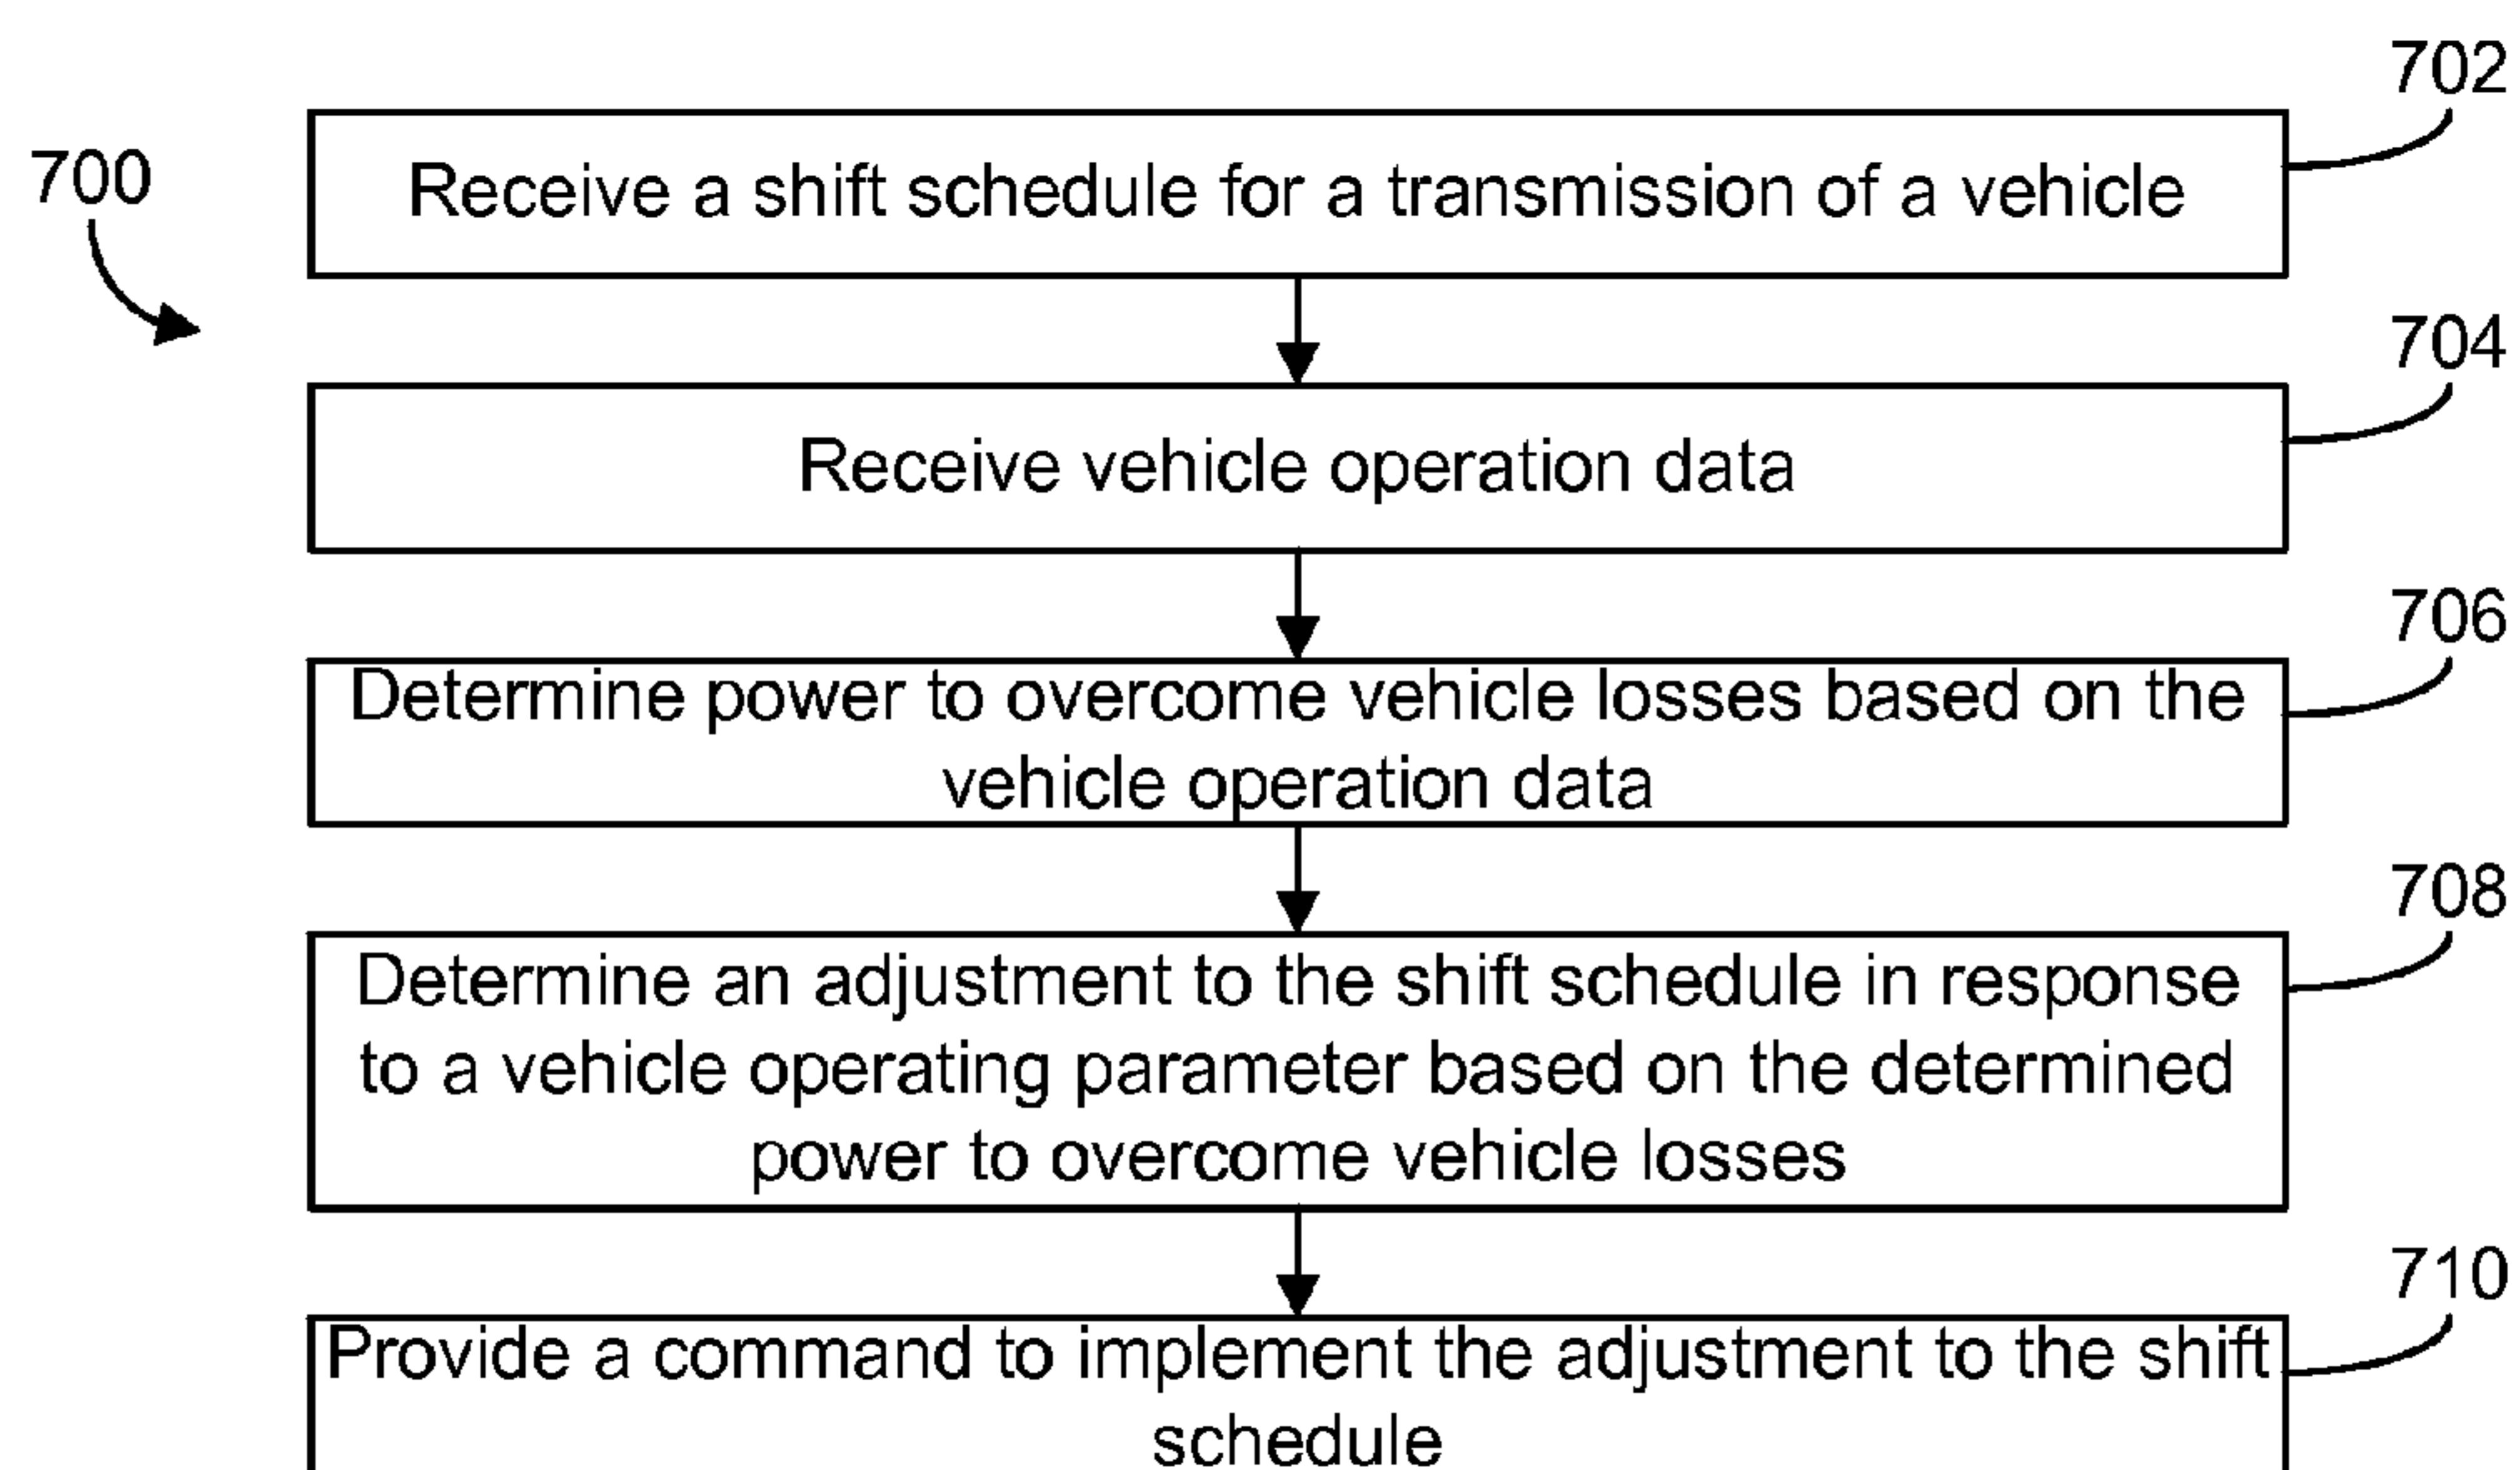 702
700
Receive a shift schedule for a transmission of a vehicle
704
Receive vehicle operation data
706
Determine power to overcome vehicle losses based on the
vehicle operation data
708
Determine an adjustment to the shift schedule in response
to a vehicle operating parameter based on the determined
power to overcome vehicle losses
710
Provide a command to implement the adjustment to the shift
schedule